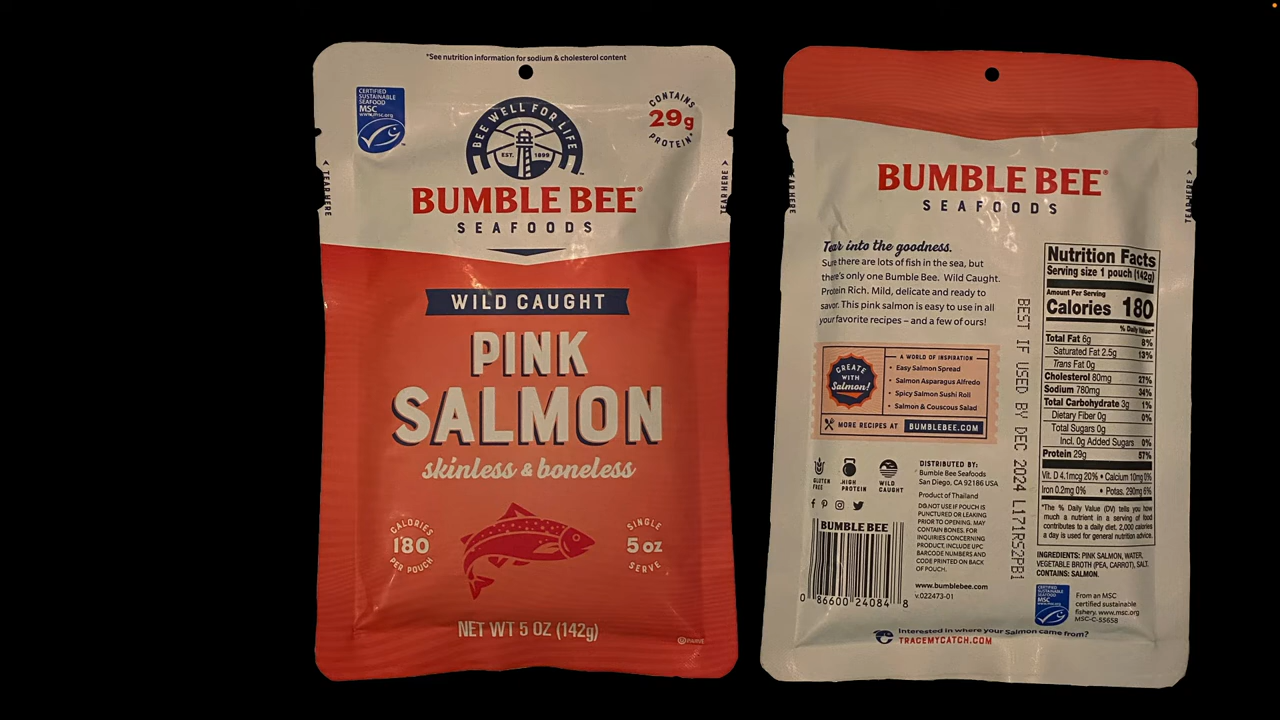 *See nutrition information for sodium & cholesterol content
CERTIFIED
SUSTAINABLE
SEAFOOD
MSC
www.msc.org
BEE WELL FOR LIFE
EST. 1899
CONTAINS
29g
PROTEIN*
TEAR HERE
TEAR HERE
BUMBLE BEE®
SEAFOODS
WILD CAUGHT
PINK
SALMON
skinless & boneless
CALORIES
180
PER POUCH
SINGLE
5 oz
SERVE
NET WT 5 OZ (142g)
BUMBLE BEE®
SEAFOODS
TEAR HERE
TEAR HERE
Tear into the goodness.
Sure there are lots of fish in the sea, but
there's only one Bumble Bee. Wild Caught.
Protein Rich. Mild, delicate and ready to
savor. This pink salmon is easy to use in all
your favorite recipes – and a few of ours!
CREATE
WITH
Salmon!
A WORLD OF INSPIRATION
• Easy Salmon Spread
• Salmon Asparagus Alfredo
• Spicy Salmon Sushi Roll
• Salmon & Couscous Salad
MORE RECIPES AT BUMBLEBEE.COM
GLUTEN
FREE
HIGH
PROTEIN
WILD
CAUGHT
BUMBLE BEE
0 86600 24084 8
DISTRIBUTED BY:
Bumble Bee Seafoods
San Diego, CA 92186 USA
Product of Thailand
DO NOT USE IF POUCH IS
PUNCTURED OR LEAKING
PRIOR TO OPENING. MAY
CONTAIN BONES. FOR
INQUIRIES CONCERNING
PRODUCT, INCLUDE UPC
BARCODE NUMBERS AND
CODE PRINTED ON BACK
OF POUCH.
www.bumblebee.com
v.022473-01
BEST IF USED BY DEC 2024 L171RS2PB1
Nutrition Facts
Serving size 1 pouch (142g)
Amount Per Serving
Calories 180
% Daily Value*
Total Fat 6g 8%
Saturated Fat 2.5g 13%
Trans Fat 0g
Cholesterol 80mg 27%
Sodium 780mg 34%
Total Carbohydrate 3g 1%
Dietary Fiber 0g 0%
Total Sugars 0g
Incl. 0g Added Sugars 0%
Protein 29g 57%
Vit. D 4.1mcg 20% • Calcium 10mg 0%
Iron 0.2mg 0% • Potas. 290mg 6%
*The % Daily Value (DV) tells you how
much a nutrient in a serving of food
contributes to a daily diet. 2,000 calories
a day is used for general nutrition advice.
INGREDIENTS: PINK SALMON, WATER,
VEGETABLE BROTH (PEA, CARROT), SALT.
CONTAINS: SALMON.
CERTIFIED
SUSTAINABLE
SEAFOOD
MSC
www.msc.org
From an MSC
certified sustainable
fishery. www.msc.org
MSC-C-55658
Interested in where your Salmon came from?
TRACEMYCATCH.COM